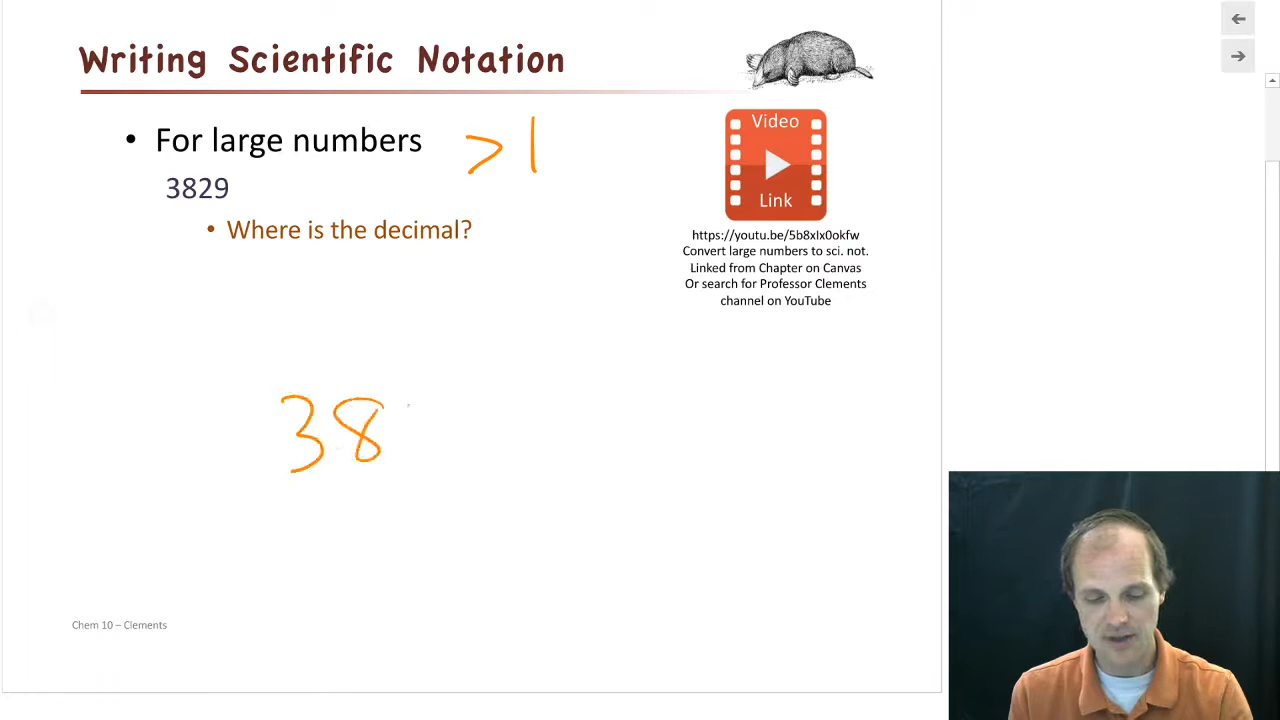 Writing Scientific Notation
• For large numbers >1
3829
• Where is the decimal?
Video
Link
https://youtu.be/5b8xIx0okfw
Convert large numbers to sci. not.
Linked from Chapter on Canvas
Or search for Professor Clements
channel on YouTube
38
Chem 10 – Clements